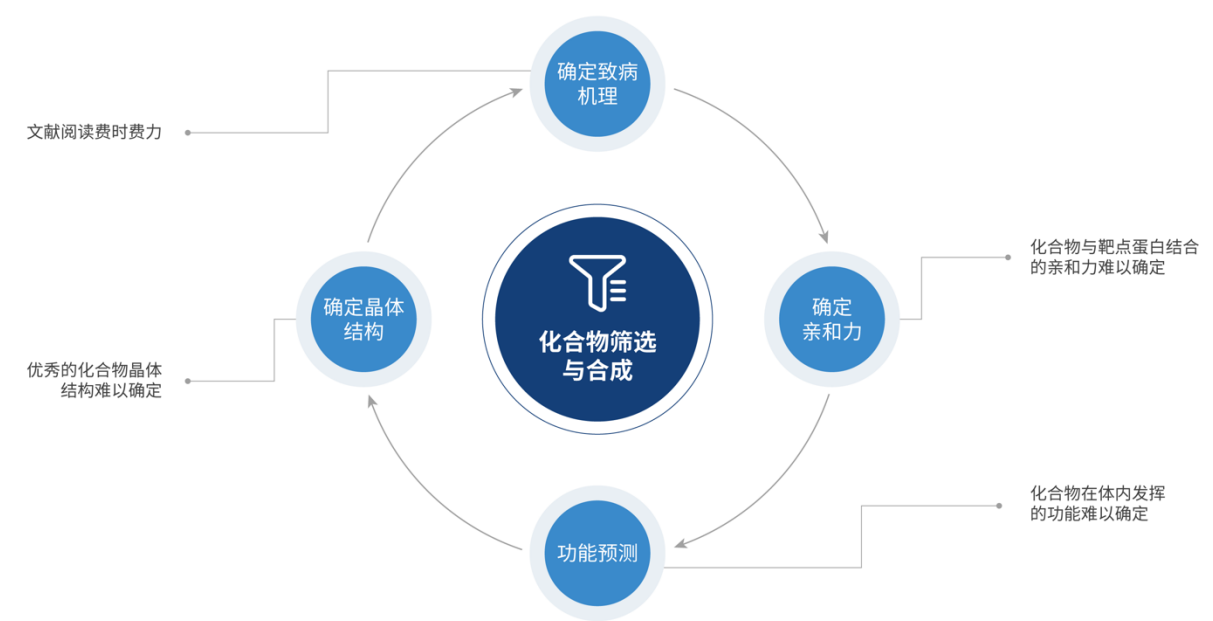 确定致病
机理
文献阅读费时费力
化合物与靶点蛋白结合
的亲和力难以确定
确定晶体
结构
化合物筛选
与合成
确定
亲和力
优秀的化合物晶体
结构难以确定
化合物在体内发挥
的功能难以确定
功能预测